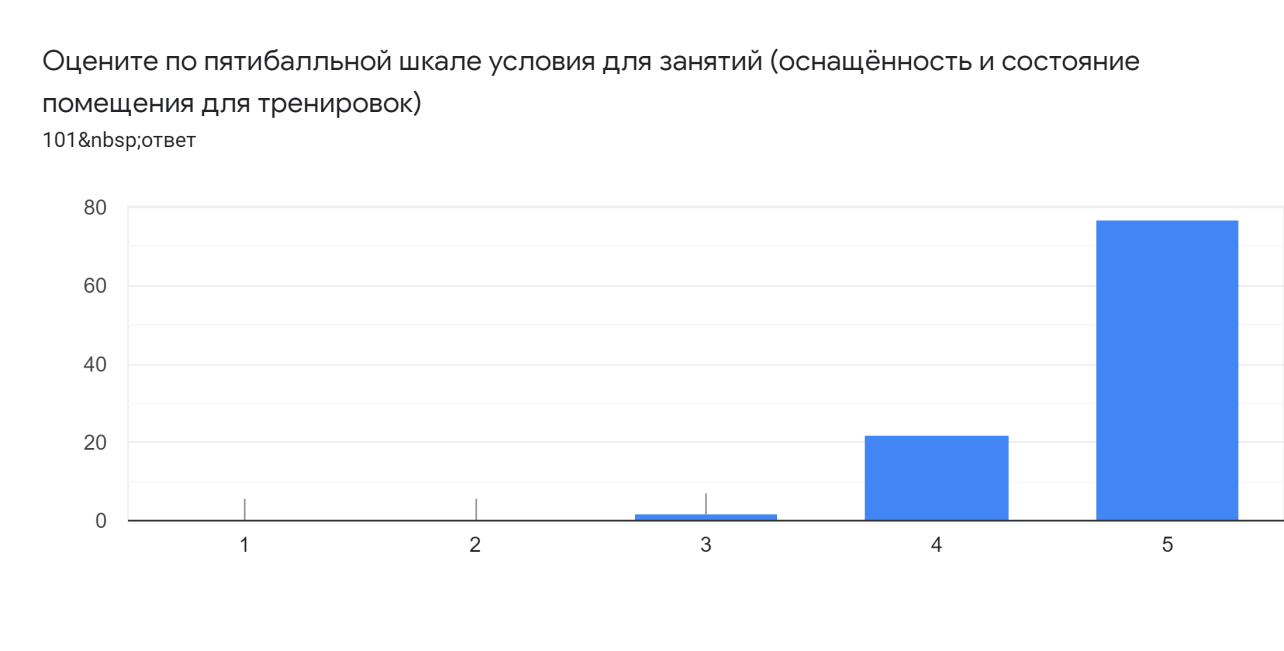 Оцените по пятибалльной шкале условия для занятий (оснащённость и состояние
помещения для тренировок)
101&nbsp;ответ
80
60
40
20
0
1 2 3 4 5